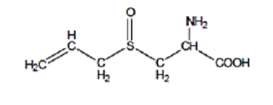 O NH₂
H
H₂C C C S C CH COOH
H₂ H₂